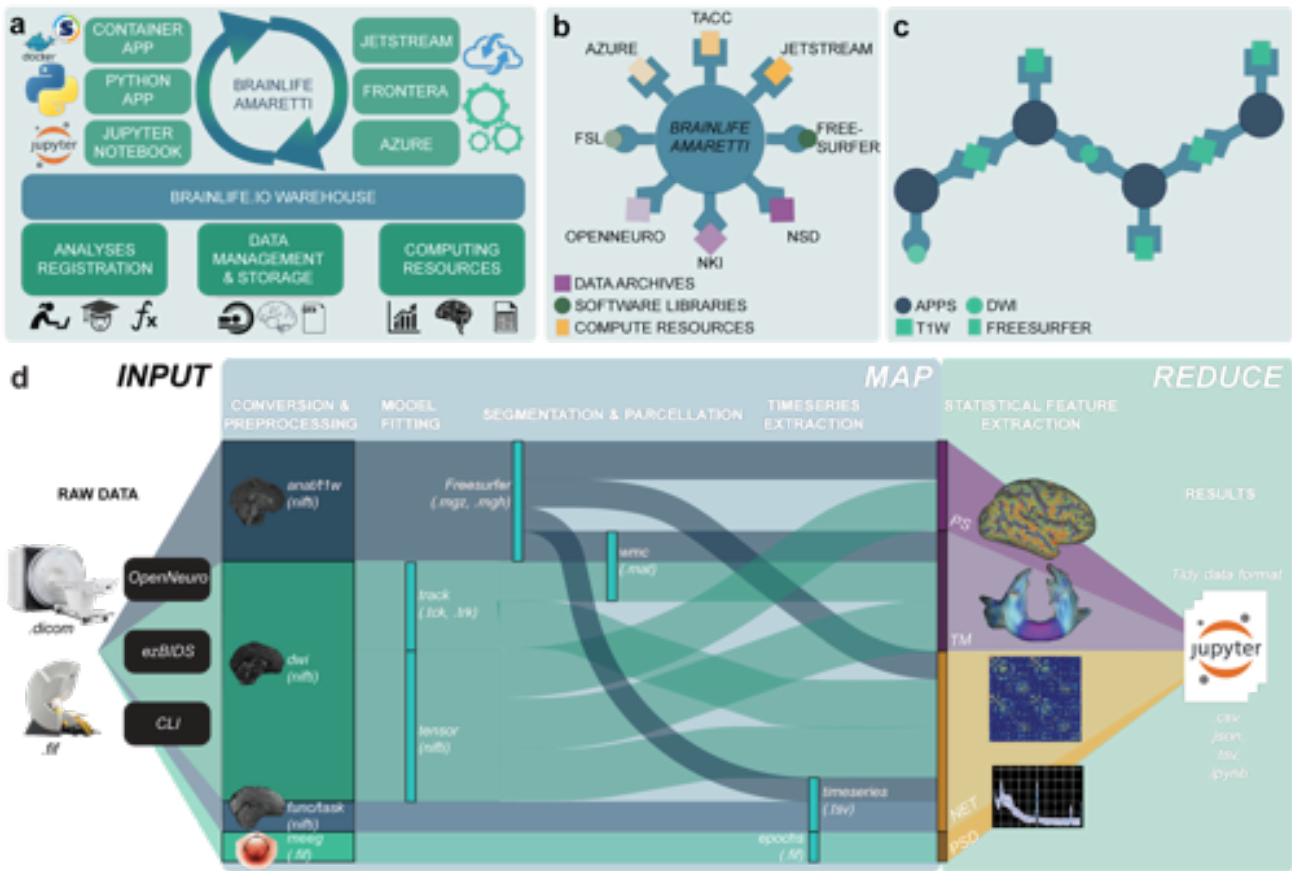 a
docker
S
CONTAINER
APP
PYTHON
APP
jupyter
JUPYTER
NOTEBOOK
BRAINLIFE
AMARETTI
JETSTREAM
FRONTERA
AZURE
BRAINLIFE.IO WAREHOUSE
ANALYSES
REGISTRATION
DATA
MANAGEMENT
& STORAGE
COMPUTING
RESOURCES
fx
b
TACC
AZURE
JETSTREAM
FSL
BRAINLIFE
AMARETTI
FREE-
SURFER
OPENNEURO
NSD
NKI
DATA ARCHIVES
SOFTWARE LIBRARIES
COMPUTE RESOURCES
c
APPS
DWI
T1W
FREESURFER
d
INPUT
MAP
REDUCE
CONVERSION &
PREPROCESSING
MODEL
FITTING
SEGMENTATION & PARCELLATION
TIMESERIES
EXTRACTION
STATISTICAL FEATURE
EXTRACTION
RAW DATA
.dicom
.fif
OpenNeuro
ezBIDS
CLI
anat/t1w
(nifti)
dwi
(nifti)
func/task
(nifti)
meeg
(.fif)
Freesurfer
(.mgz, .mgh)
track
(.tck, .trk)
tensor
(nifti)
wmc
(.mat)
timeseries
(.tsv)
epochs
(.fif)
PS
TM
NET
PSD
RESULTS
Tidy data format
jupyter
.csv,
.json,
.tsv,
.ipynb